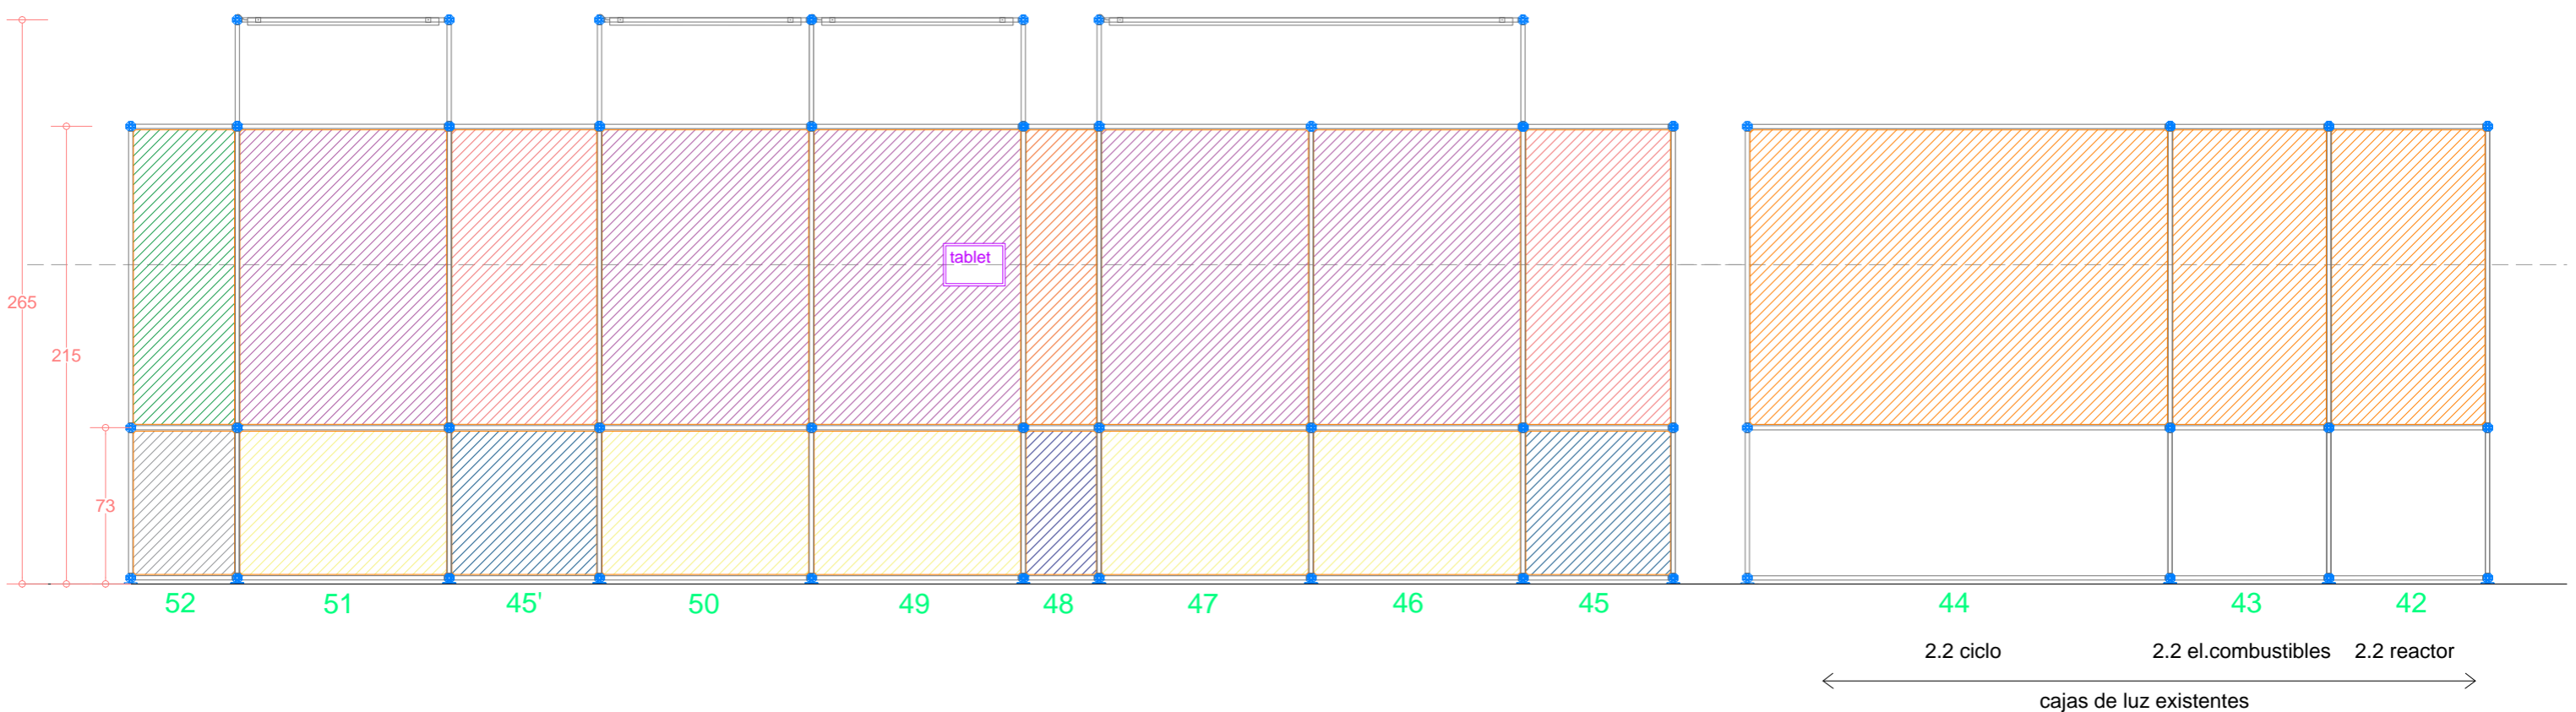 tablet
265
215
73
52 51 45' 50 49 48 47 46 45 44 43 42
2.2 ciclo 2.2 el.combustibles 2.2 reactor
cajas de luz existentes